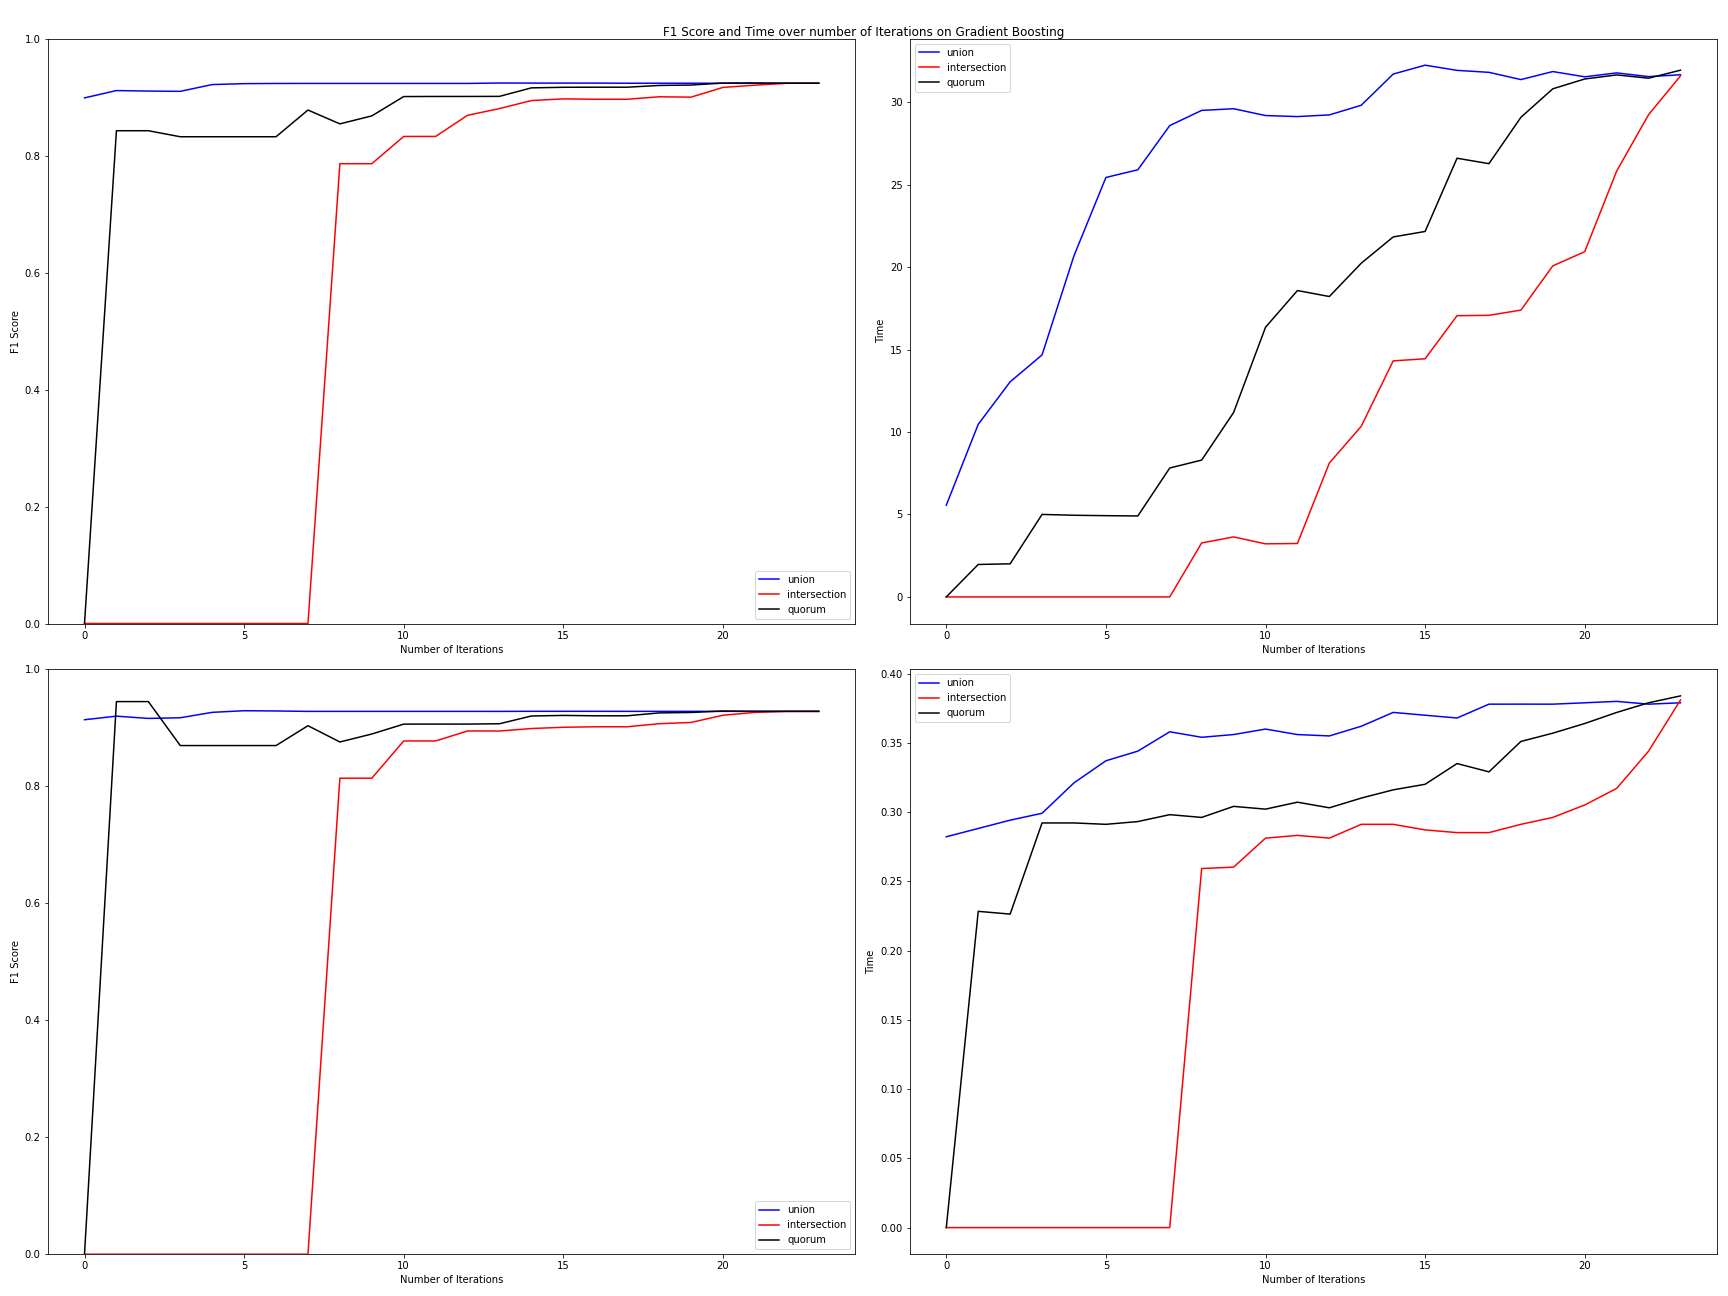 F1 Score and Time over number of Iterations on Gradient Boosting
1.0
0.8
0.6
0.4
0.2
0.0
F1 Score
0 5 10 15 20
Number of Iterations
union
intersection
quorum
30
25
20
15
10
5
0
Time
0 5 10 15 20
Number of Iterations
union
intersection
quorum
1.0
0.8
0.6
0.4
0.2
0.0
F1 Score
0 5 10 15 20
Number of Iterations
union
intersection
quorum
0.40
0.35
0.30
0.25
0.20
0.15
0.10
0.05
0.00
Time
0 5 10 15 20
Number of Iterations
union
intersection
quorum